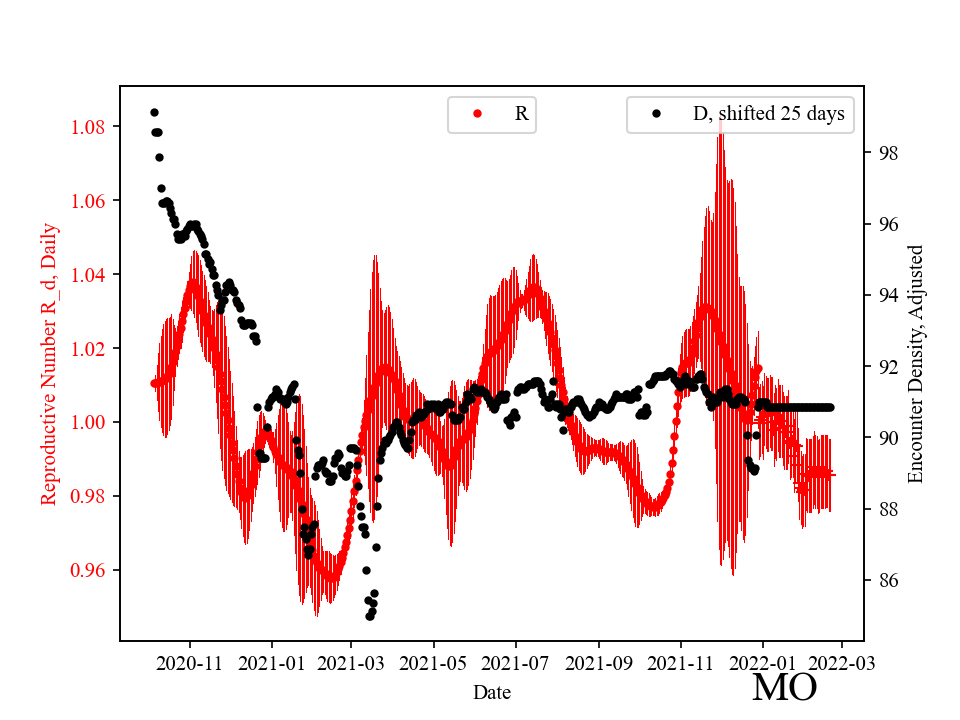 R
D, shifted 25 days
1.08
1.06
1.04
1.02
1.00
0.98
0.96
Reproductive Number R_d, Daily
98
96
94
92
90
88
86
Encounter Density, Adjusted
2020-11 2021-01 2021-03 2021-05 2021-07 2021-09 2021-11 2022-01 2022-03
Date
MO